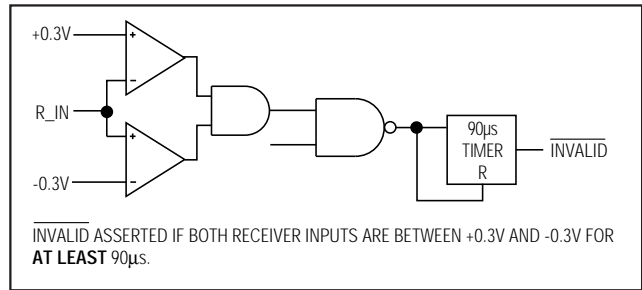 +0.3V
+
-
R_IN
+
-
-0.3V
90µs
TIMER
R
INVALID
INVALID ASSERTED IF BOTH RECEIVER INPUTS ARE BETWEEN +0.3V AND -0.3V FOR
AT LEAST 90µs.